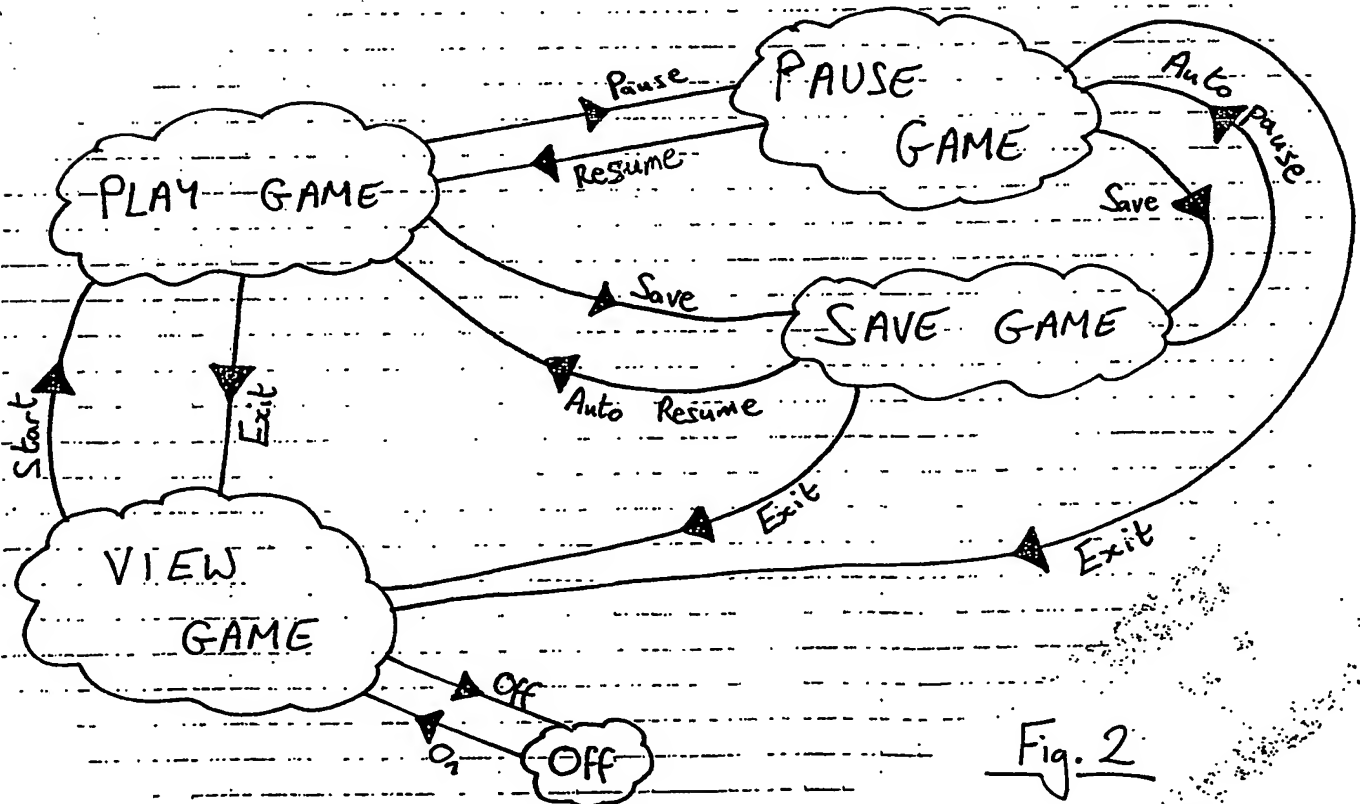 Pause
PAUSE
GAME
Auto Pause
Resume
PLAY GAME
Save
Save
SAVE GAME
Auto Resume
Start
Exit
Exit
Exit
VIEW
GAME
Off
On
Off
Fig. 2